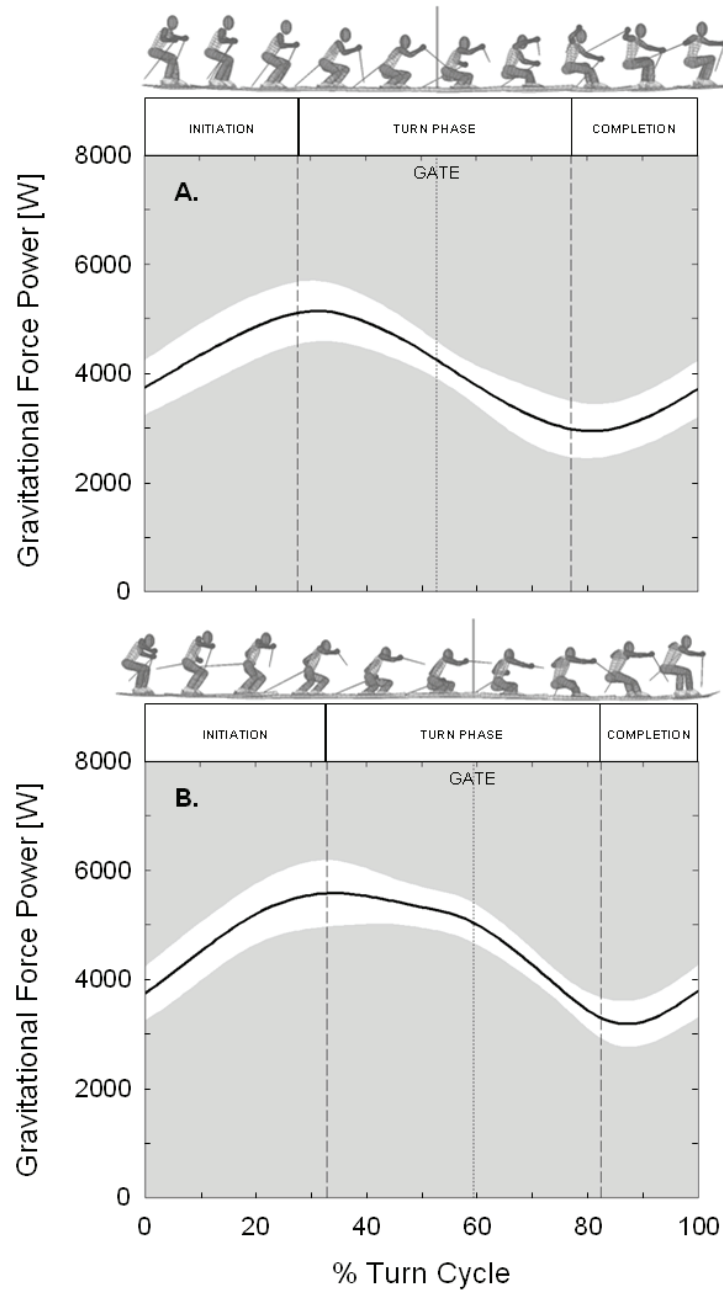 INITIATION TURN PHASE COMPLETION
8000
GATE
A.
6000
4000
2000
0
Gravitational Force Power [W]
INITIATION TURN PHASE COMPLETION
8000
GATE
B.
6000
4000
2000
0
Gravitational Force Power [W]
0 20 40 60 80 100
% Turn Cycle